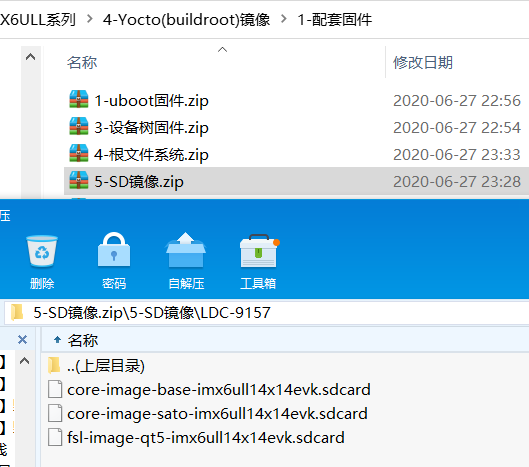 X6ULL系列 > 4-Yocto(buildroot)镜像 > 1-配套固件
名称 修改日期
1-uboot固件.zip 2020-06-27 22:56
3-设备树固件.zip 2020-06-27 22:54
4-根文件系统.zip 2020-06-27 23:33
5-SD镜像.zip 2020-06-27 23:28
压
删除 密码 自解压 工具箱
5-SD镜像.zip\5-SD镜像\LDC-9157
名称
..(上层目录)
core-image-base-imx6ull14x14evk.sdcard
core-image-sato-imx6ull14x14evk.sdcard
fsl-image-qt5-imx6ull14x14evk.sdcard